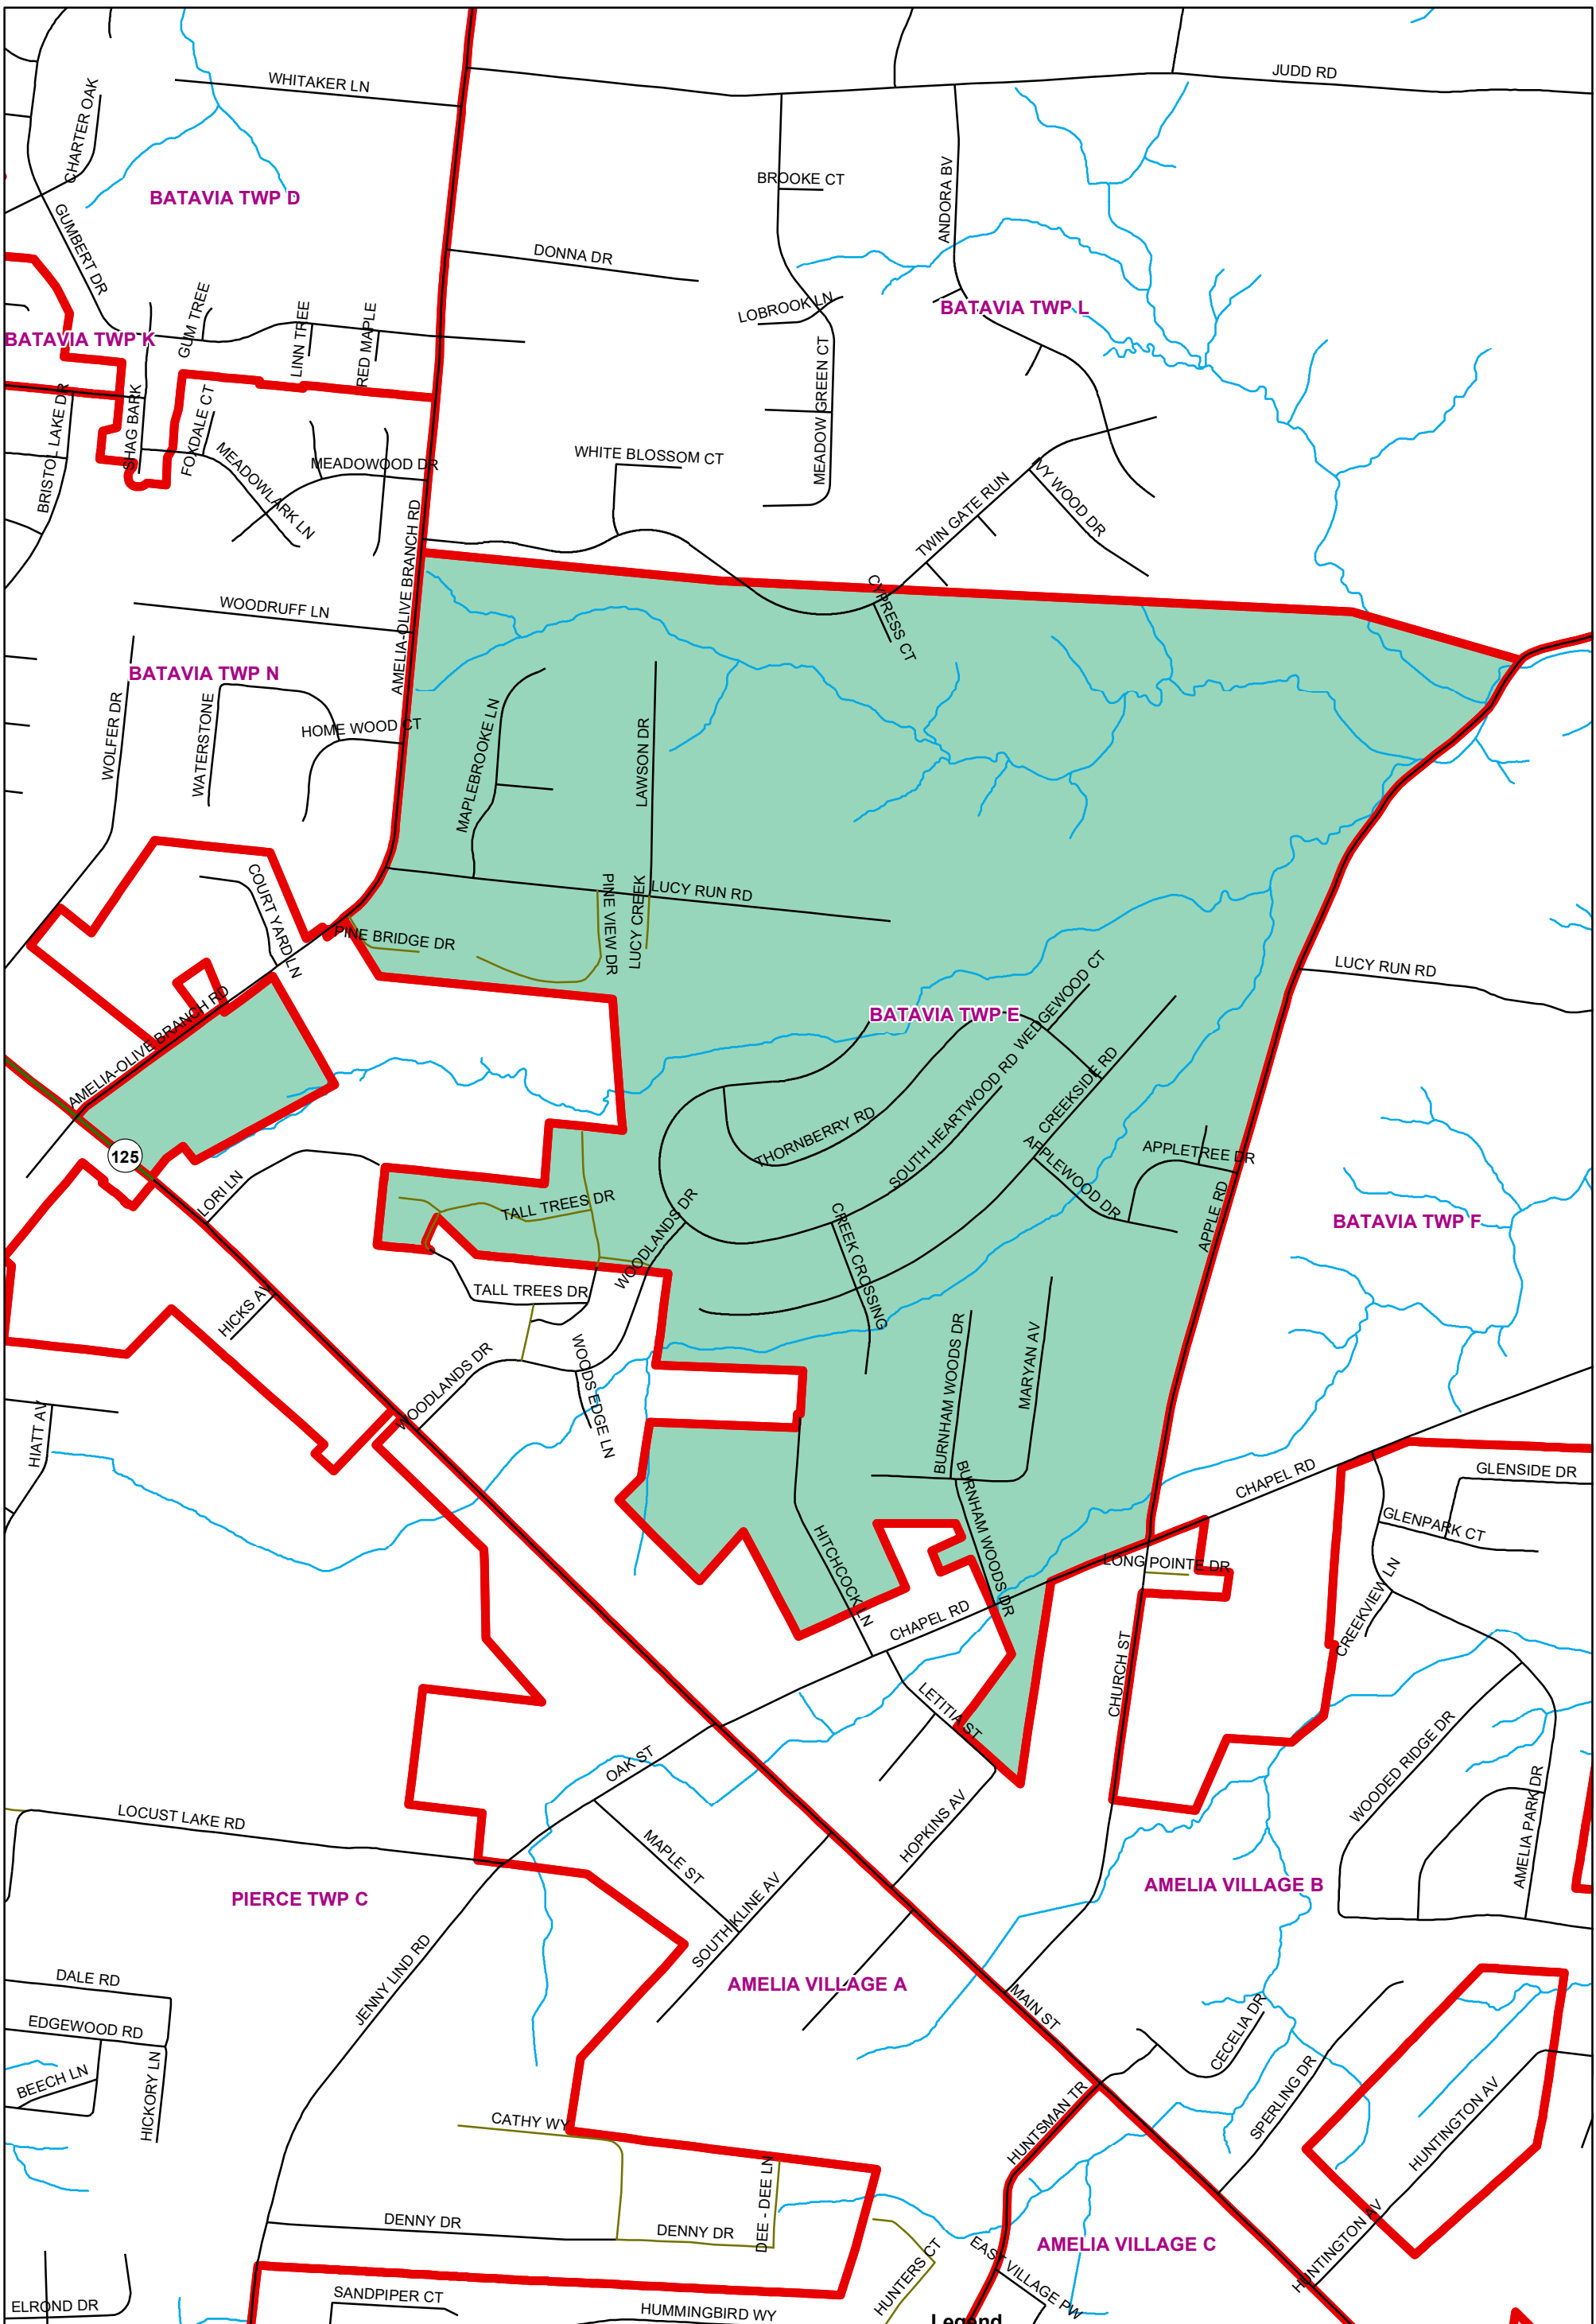 JUDD RD
WHITAKER LN
CHARTER OAK
BROOKE CT
BATAVIA TWP D
ANDORA BV
GUMBERT DR
DONNA DR
LOBROOK LN
BATAVIA TWP L
GUM TREE
LINN TREE
RED MAPLE
BATAVIA TWP K
MEADOW GREEN CT
BRISTOL LAKE DR
SHAG BARK
FOXDALE CT
MEADOWLARK LN
MEADOWOOD DR
WHITE BLOSSOM CT
IVY WOOD DR
TWIN GATE RUN
AMELIA-OLIVE BRANCH RD
CYPRESS CT
WOODRUFF LN
BATAVIA TWP N
WOLFER DR
WATERSTONE
HOME WOOD CT
MAPLEBROOKE LN
LAWSON DR
COURT YARD LN
PINE VIEW DR
LUCY CREEK
LUCY RUN RD
PINE BRIDGE DR
LUCY RUN RD
WEDGEWOOD CT
BATAVIA TWP E
AMELIA-OLIVE BRANCH RD
SOUTH HEARTWOOD RD
CREEKSIDE RD
THORNBERRY RD
125
APPLEWOOD DR
APPLETREE DR
LORI LN
TALL TREES DR
WOODLANDS DR
CREEK CROSSING
APPLE RD
BATAVIA TWP F
TALL TREES DR
HICKS AV
WOODS EDGE LN
WOODLANDS DR
BURNHAM WOODS DR
MARYAN AV
HIATT AV
BURNHAM WOODS DR
CHAPEL RD
GLENSIDE DR
GLENPARK CT
HITCHCOCK LN
LONG POINTE DR
CREEKVIEW LN
CHAPEL RD
CHURCH ST
LETITIA ST
WOODED RIDGE DR
OAK ST
AMELIA PARK DR
LOCUST LAKE RD
HOPKINS AV
MAPLE ST
SOUTH KLINE AV
PIERCE TWP C
AMELIA VILLAGE B
JENNY LIND RD
AMELIA VILLAGE A
DALE RD
MAIN ST
EDGEWOOD RD
CECELIA DR
BEECH LN
HICKORY LN
SPERLING DR
HUNTINGTON AV
HUNTSMAN TR
CATHY WY
DEE - DEE LN
DENNY DR
DENNY DR
HUNTERS CT
AMELIA VILLAGE C
EAST VILLAGE PW
HUNTINGTON AV
SANDPIPER CT
ELROND DR
HUMMINGBIRD WY
Legend